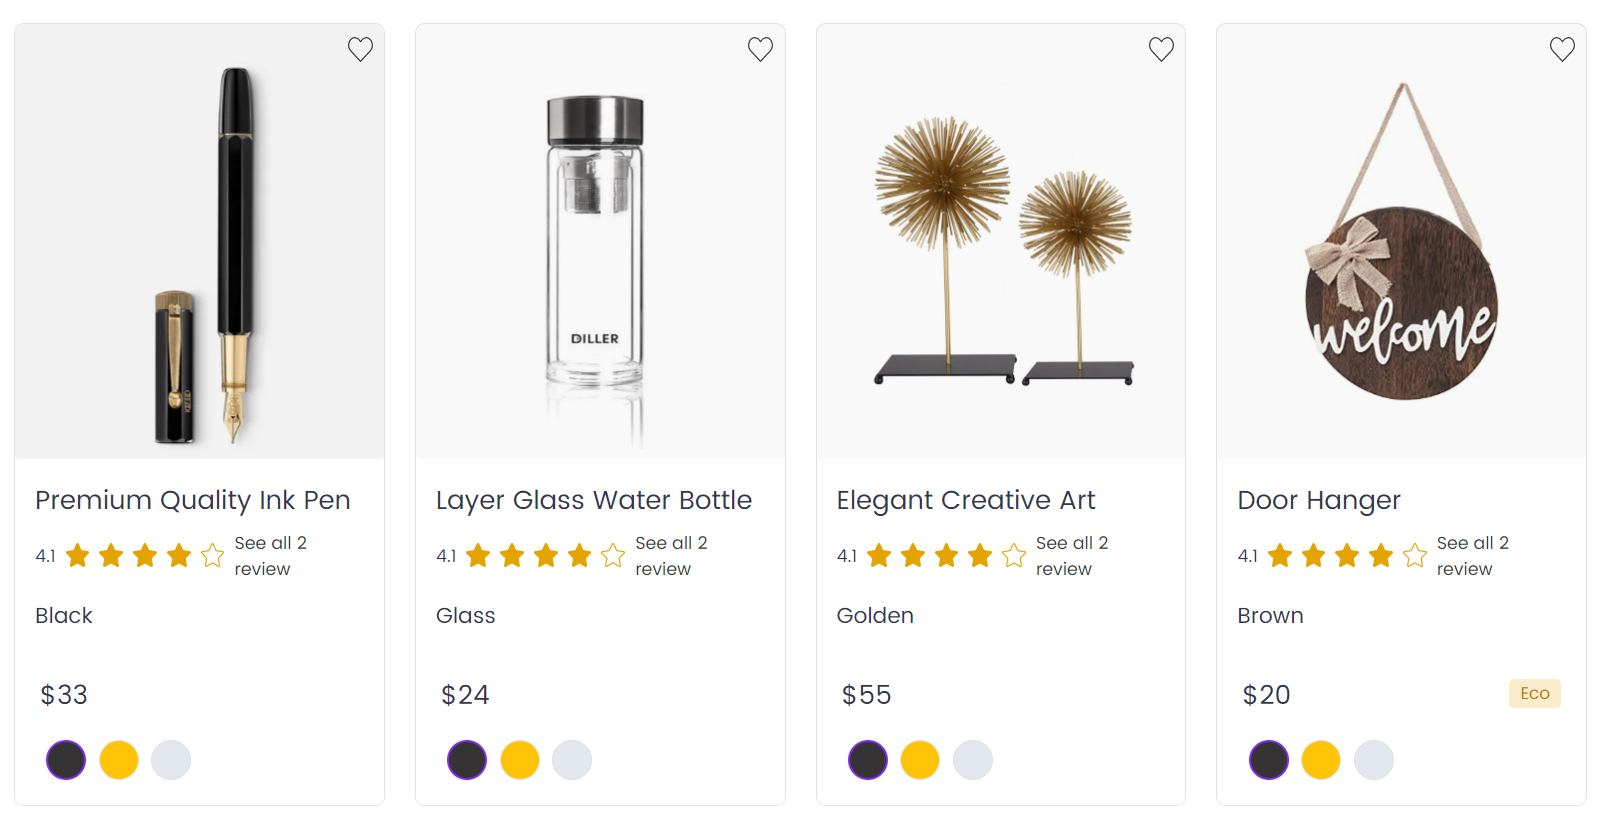 DILLER
welcome
Premium Quality Ink Pen
4.1 See all 2
review
Black
$33
Layer Glass Water Bottle
4.1 See all 2
review
Glass
$24
Elegant Creative Art
4.1 See all 2
review
Golden
$55
Door Hanger
4.1 See all 2
review
Brown
$20 Eco